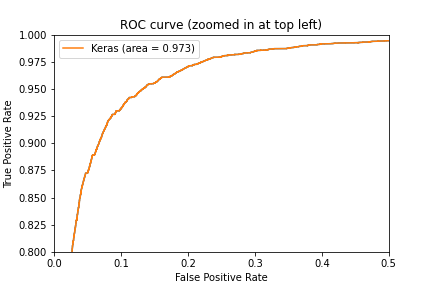 ROC curve (zoomed in at top left)
Keras (area = 0.973)
True Positive Rate
1.000
0.975
0.950
0.925
0.900
0.875
0.850
0.825
0.800
0.0 0.1 0.2 0.3 0.4 0.5
False Positive Rate